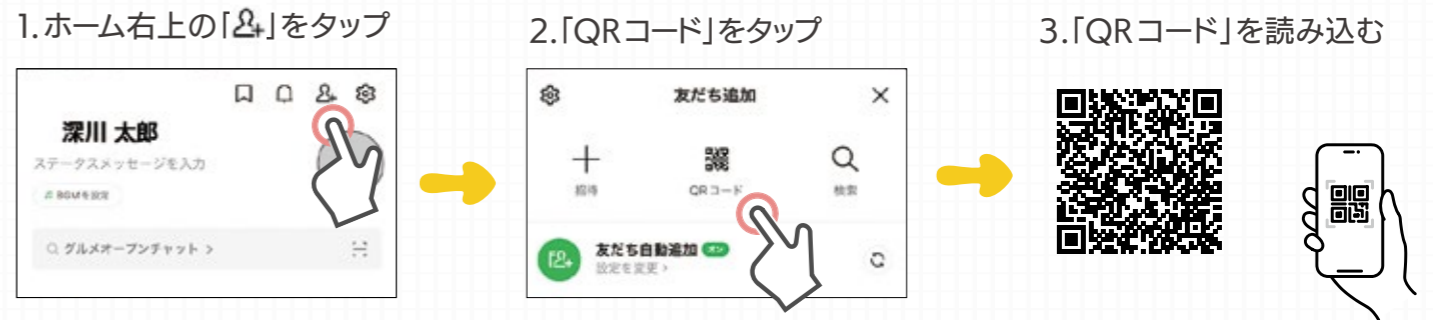 1.ホーム右上の「」をタップ
2.「QRコード」をタップ
3.「QRコード」を読み込む
深川 太郎
ステータスメッセージを入力
♫ BGMを設定
グルメオープンチャット >
友だち追加
招待
QRコード
検索
友だち自動追加 オン
設定を変更 >